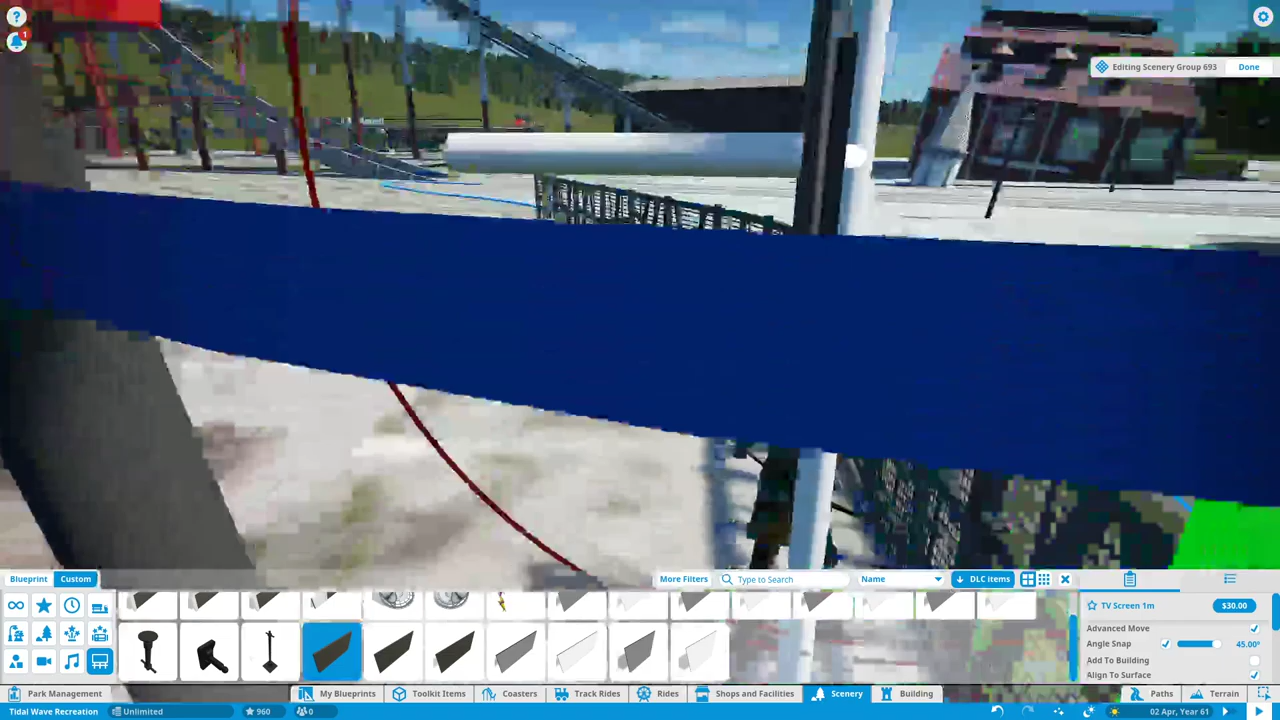 ?
1
Editing Scenery Group 693 Done
Blueprint Custom More Filters Type to Search Name DLC items
TV Screen 1m $30.00
Advanced Move
Angle Snap 45.00°
Add To Building
Align To Surface
Park Management My Blueprints Toolkit Items Coasters Track Rides Rides Shops and Facilities Scenery Building Paths Terrain
Tidal Wave Recreation Unlimited 960 0 02 Apr, Year 61